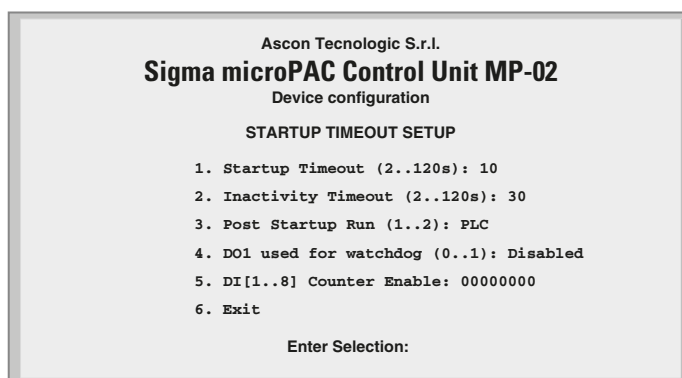 Ascon Tecnologic S.r.l.
Sigma microPAC Control Unit MP-02
Device configuration
STARTUP TIMEOUT SETUP
1. Startup Timeout (2..120s): 10
2. Inactivity Timeout (2..120s): 30
3. Post Startup Run (1..2): PLC
4. DO1 used for watchdog (0..1): Disabled
5. DI[1..8] Counter Enable: 00000000
6. Exit
Enter Selection: